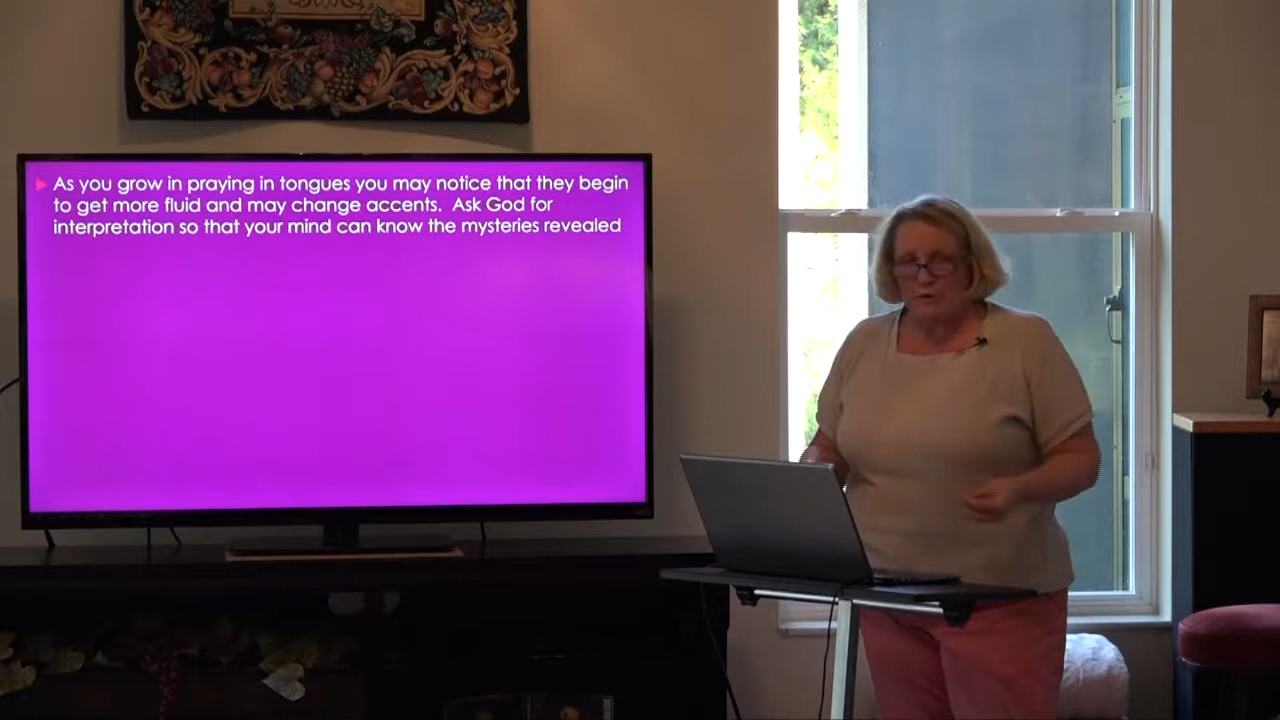 As you grow in praying in tongues you may notice that they begin
to get more fluid and may change accents.  Ask God for
interpretation so that your mind can know the mysteries revealed